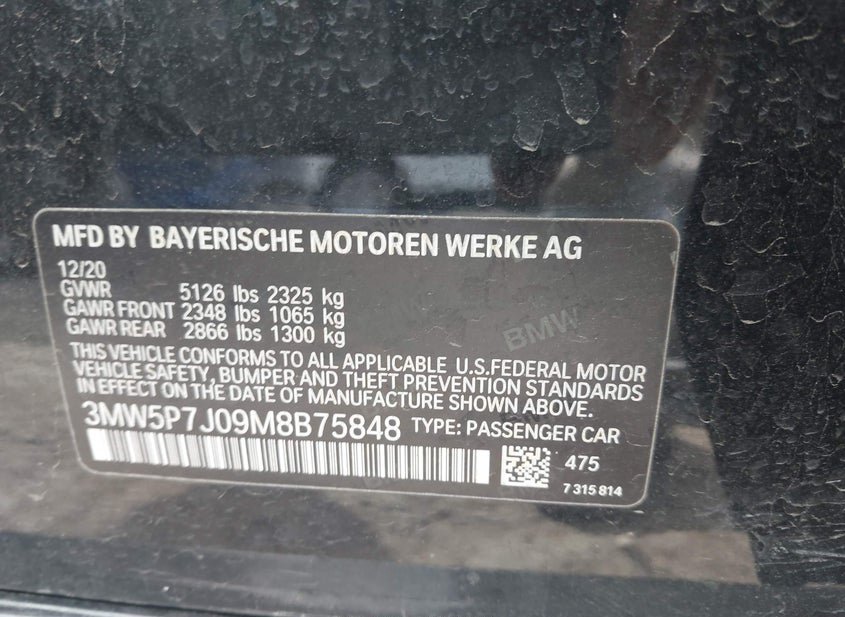 MFD BY BAYERISCHE MOTOREN WERKE AG
12/20
GVWR 5126 lbs 2325 kg
GAWR FRONT 2348 lbs 1065 kg
GAWR REAR 2866 lbs 1300 kg
THIS VEHICLE CONFORMS TO ALL APPLICABLE U.S.FEDERAL MOTOR
VEHICLE SAFETY, BUMPER AND THEFT PREVENTION STANDARDS
IN EFFECT ON THE DATE OF MANUFACTURE SHOWN ABOVE.
3MW5P7J09M8B75848 TYPE: PASSENGER CAR
475
7 315 814
BMW